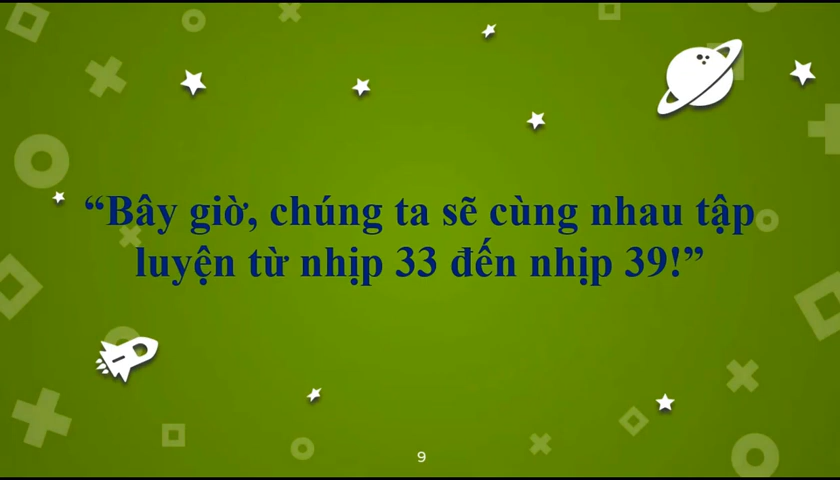 “Bây giờ, chúng ta sẽ cùng nhau tập
luyện từ nhịp 33 đến nhịp 39!”
9